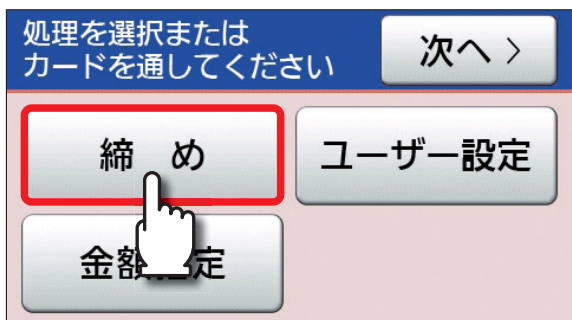 処理を選択または
カードを通してください
次へ 〉
締　め
ユーザー設定
金額指定